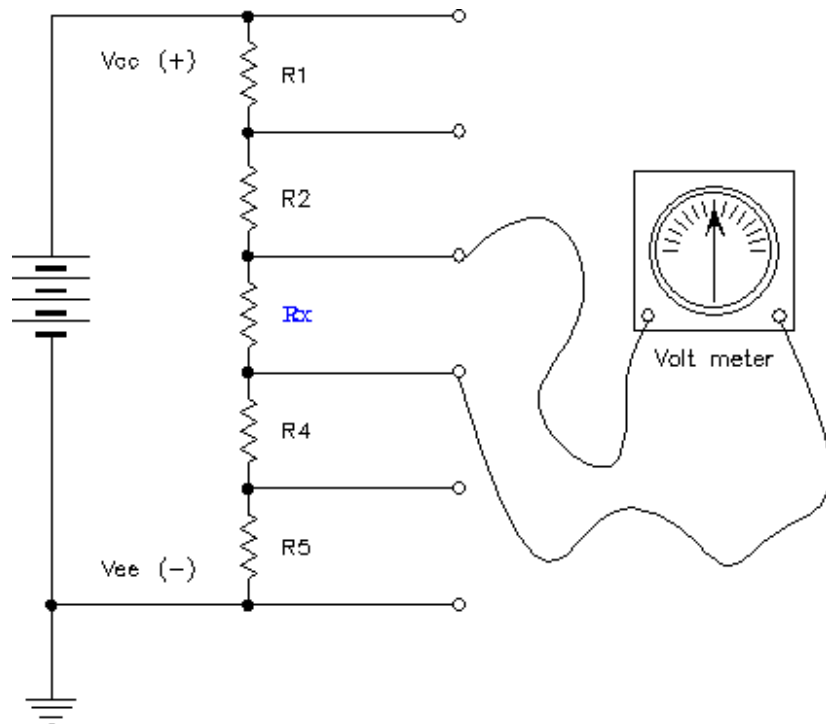 Vcc (+)
R1
R2
Rx
Volt meter
R4
R5
Vee (-)